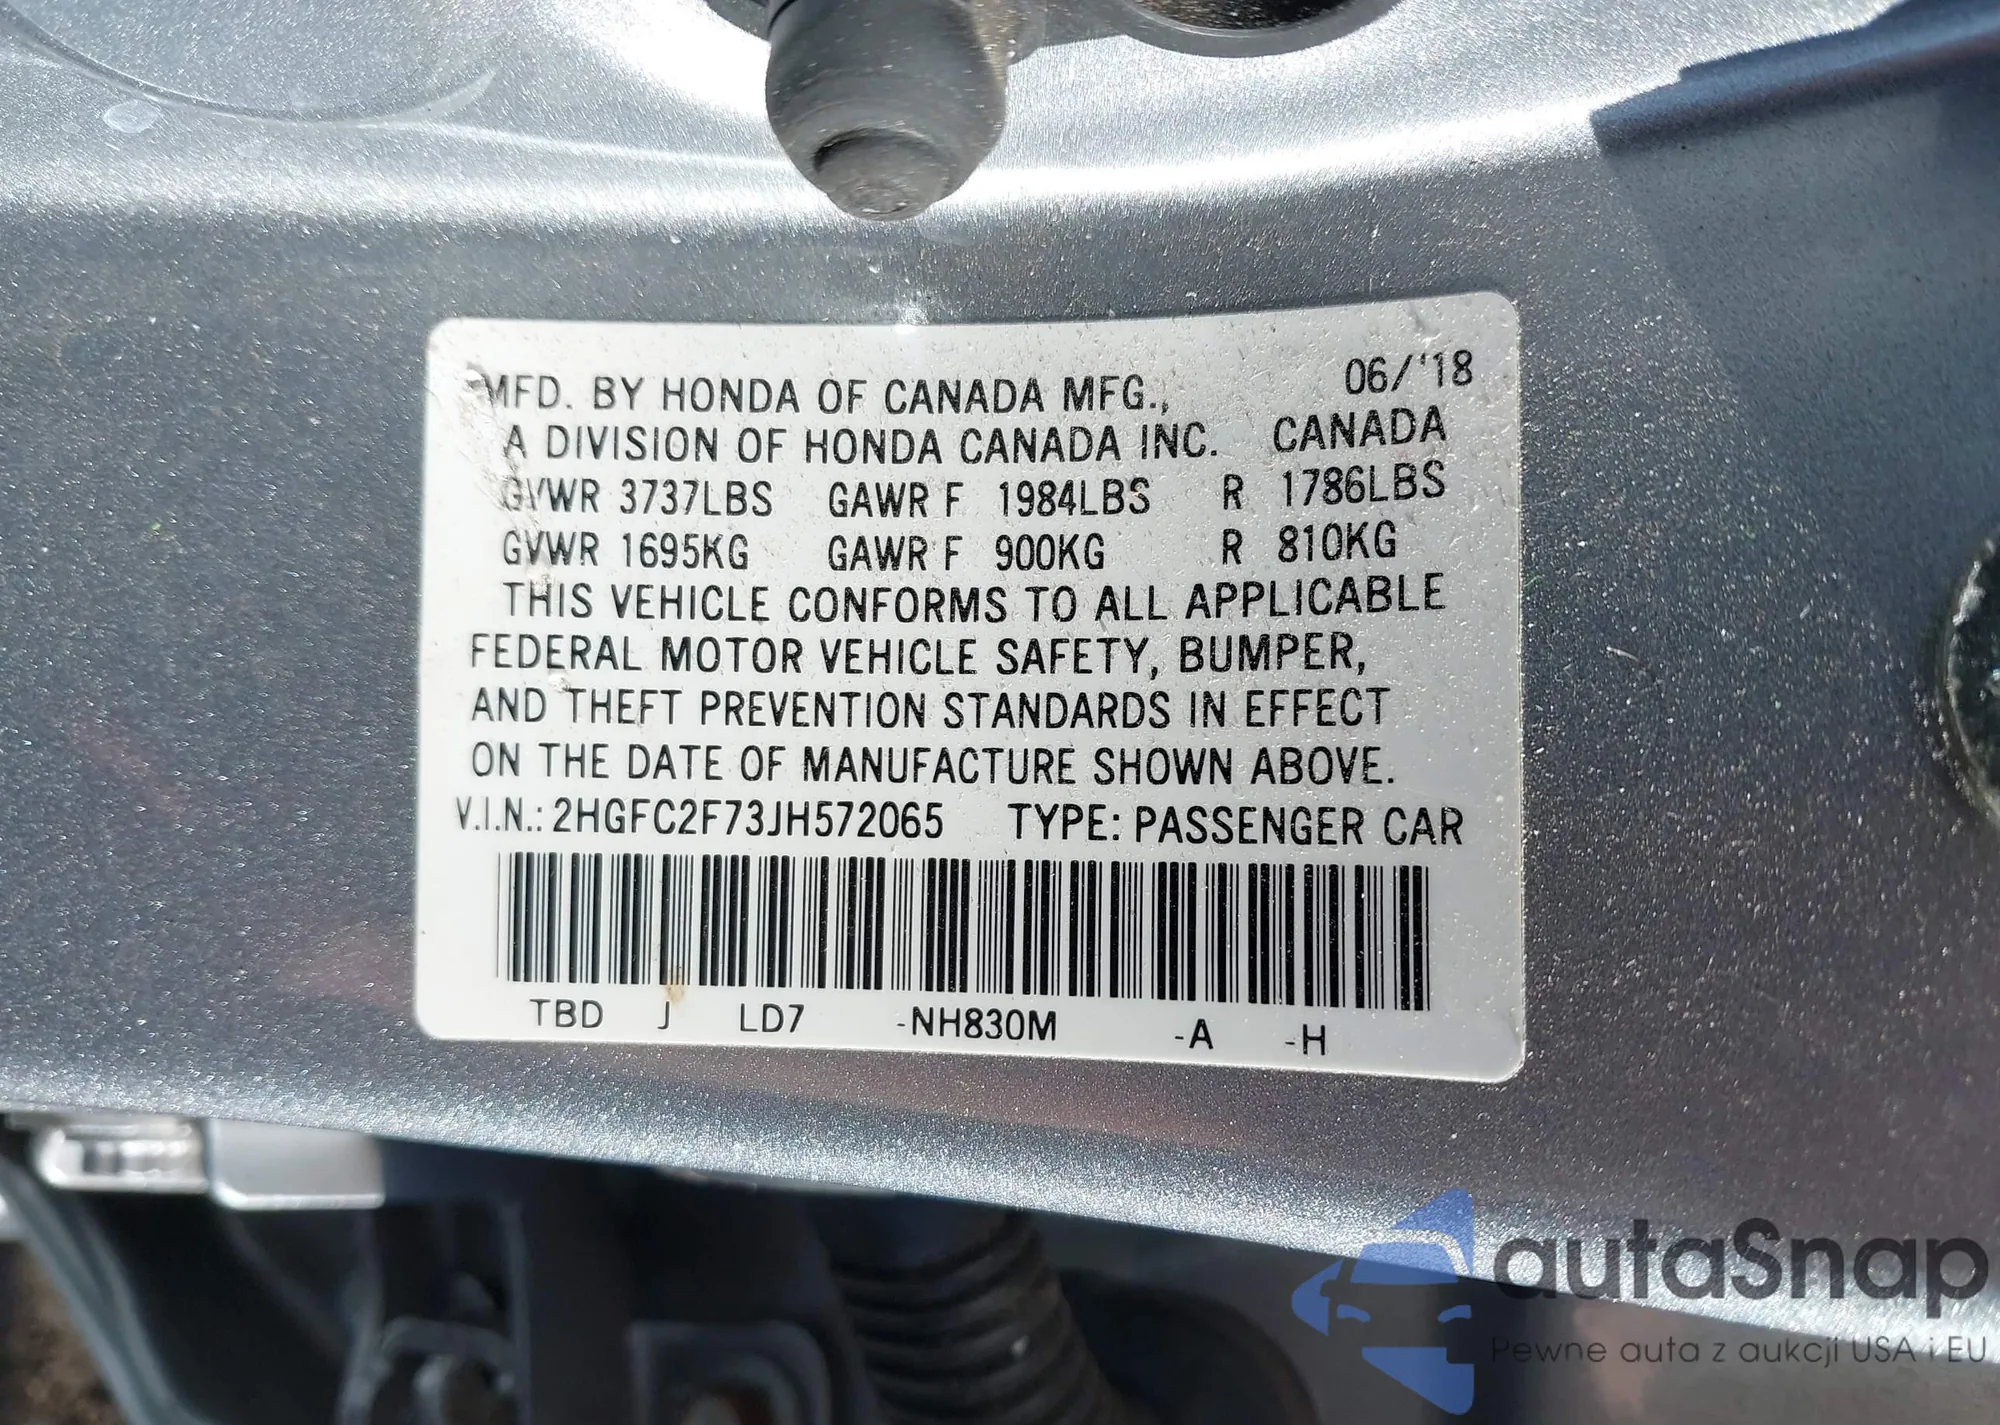 MFD. BY HONDA OF CANADA MFG., 06/'18
A DIVISION OF HONDA CANADA INC. CANADA
GVWR 3737LBS GAWR F 1984LBS R 1786LBS
GVWR 1695KG GAWR F 900KG R 810KG
THIS VEHICLE CONFORMS TO ALL APPLICABLE
FEDERAL MOTOR VEHICLE SAFETY, BUMPER,
AND THEFT PREVENTION STANDARDS IN EFFECT
ON THE DATE OF MANUFACTURE SHOWN ABOVE.
V.I.N.: 2HGFC2F73JH572065 TYPE: PASSENGER CAR
TBD J LD7 -NH830M -A -H
autaSnap
Pewne auta z aukcji USA i EU